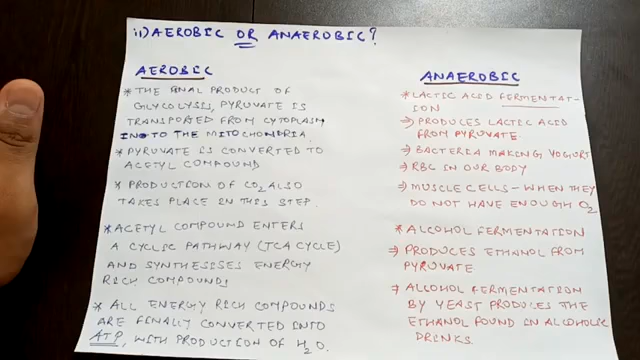 ii) AEROBIC OR ANAEROBIC?
AEROBIC
* THE FINAL PRODUCT OF
GLYCOLYSIS, PYRUVATE IS
TRANSPORTED FROM CYTOPLASM
INTO THE MITOCHONDRIA.
* PYRUVATE IS CONVERTED TO
ACETYL COMPOUND
* PRODUCTION OF CO2 ALSO
TAKES PLACE IN THIS STEP.
* ACETYL COMPOUND ENTERS
A CYCLIC PATHWAY (TCA CYCLE)
AND SYNTHESISES ENERGY
RICH COMPOUNDS
* ALL ENERGY RICH COMPOUNDS
ARE FINALLY CONVERTED INTO
ATP, WITH PRODUCTION OF H2O.
ANAEROBIC
* LACTIC ACID FERMENTAT-
ION
⇒ PRODUCES LACTIC ACID
FROM PYRUVATE.
⇒ BACTERIA MAKING YOGURT
⇒ RBC IN OUR BODY
⇒ MUSCLE CELLS - WHEN THEY
DO NOT HAVE ENOUGH O2
* ALCOHOL FERMENTATION
⇒ PRODUCES ETHANOL FROM
PYRUVATE
⇒ ALCOHOL FERMENTATION
BY YEAST PRODUCES THE
ETHANOL FOUND IN ALCOHOLIC
DRINKS.